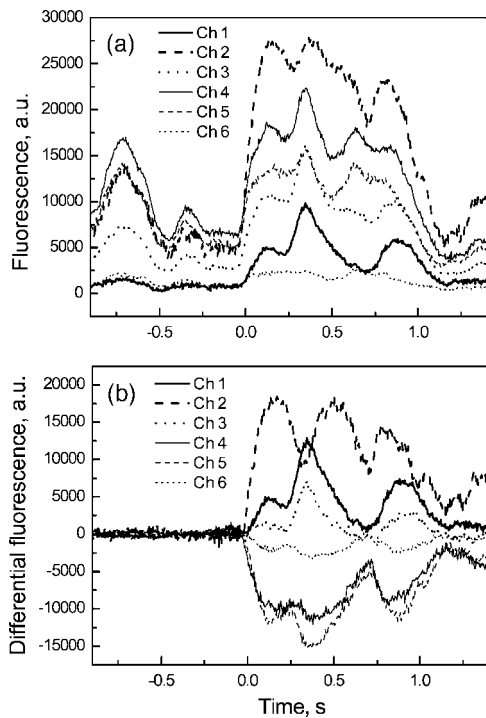 (a)
Ch 1
Ch 2
Ch 3
Ch 4
Ch 5
Ch 6
Fluorescence, a.u.
30000
25000
20000
15000
10000
5000
0
-0.5
0.0
0.5
1.0
(b)
Ch 1
Ch 2
Ch 3
Ch 4
Ch 5
Ch 6
Differential fluorescence, a.u.
20000
15000
10000
5000
0
-5000
-10000
-15000
-0.5
0.0
0.5
1.0
Time, s